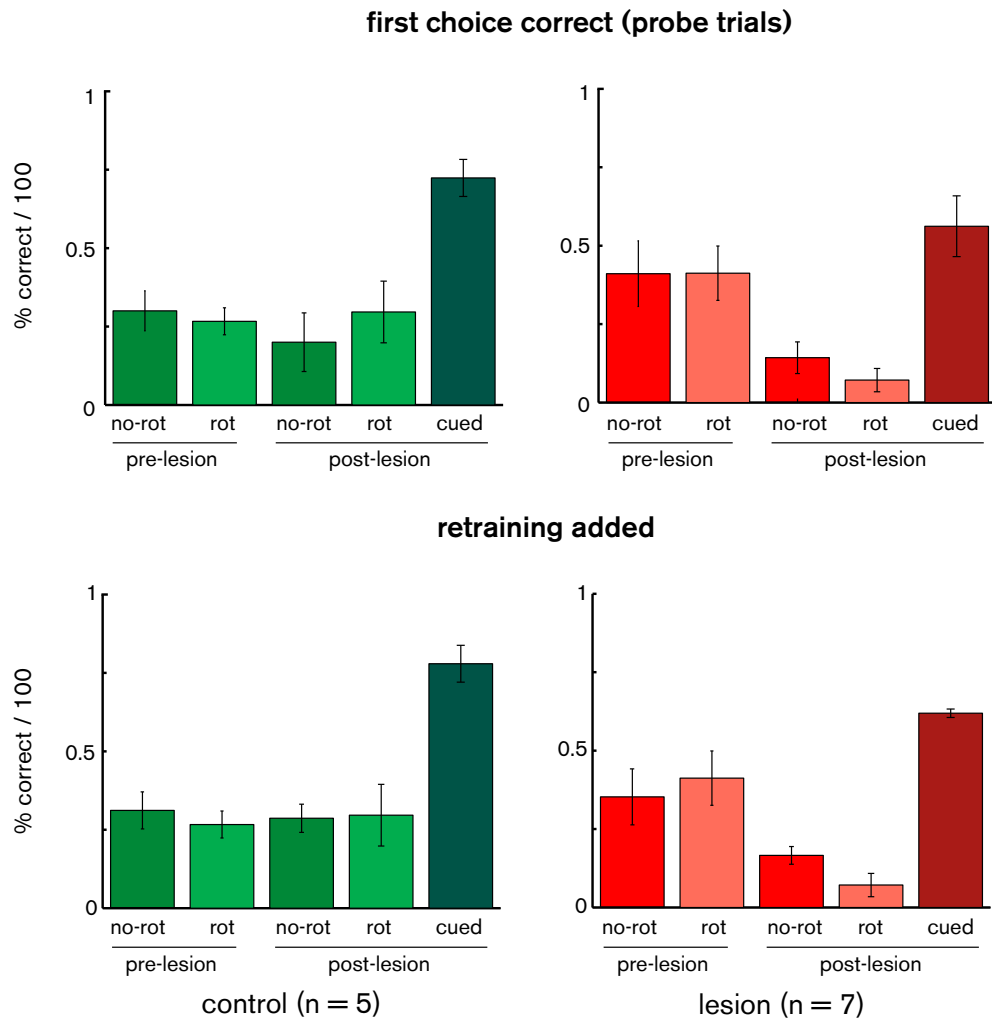 first choice correct (probe trials)
% correct / 100
1
0.5
0
no-rot rot no-rot rot cued
pre-lesion post-lesion
1
0.5
0
no-rot rot no-rot rot cued
pre-lesion post-lesion
retraining added
% correct / 100
1
0.5
0
no-rot rot no-rot rot cued
pre-lesion post-lesion
control (n = 5)
1
0.5
0
no-rot rot no-rot rot cued
pre-lesion post-lesion
lesion (n = 7)